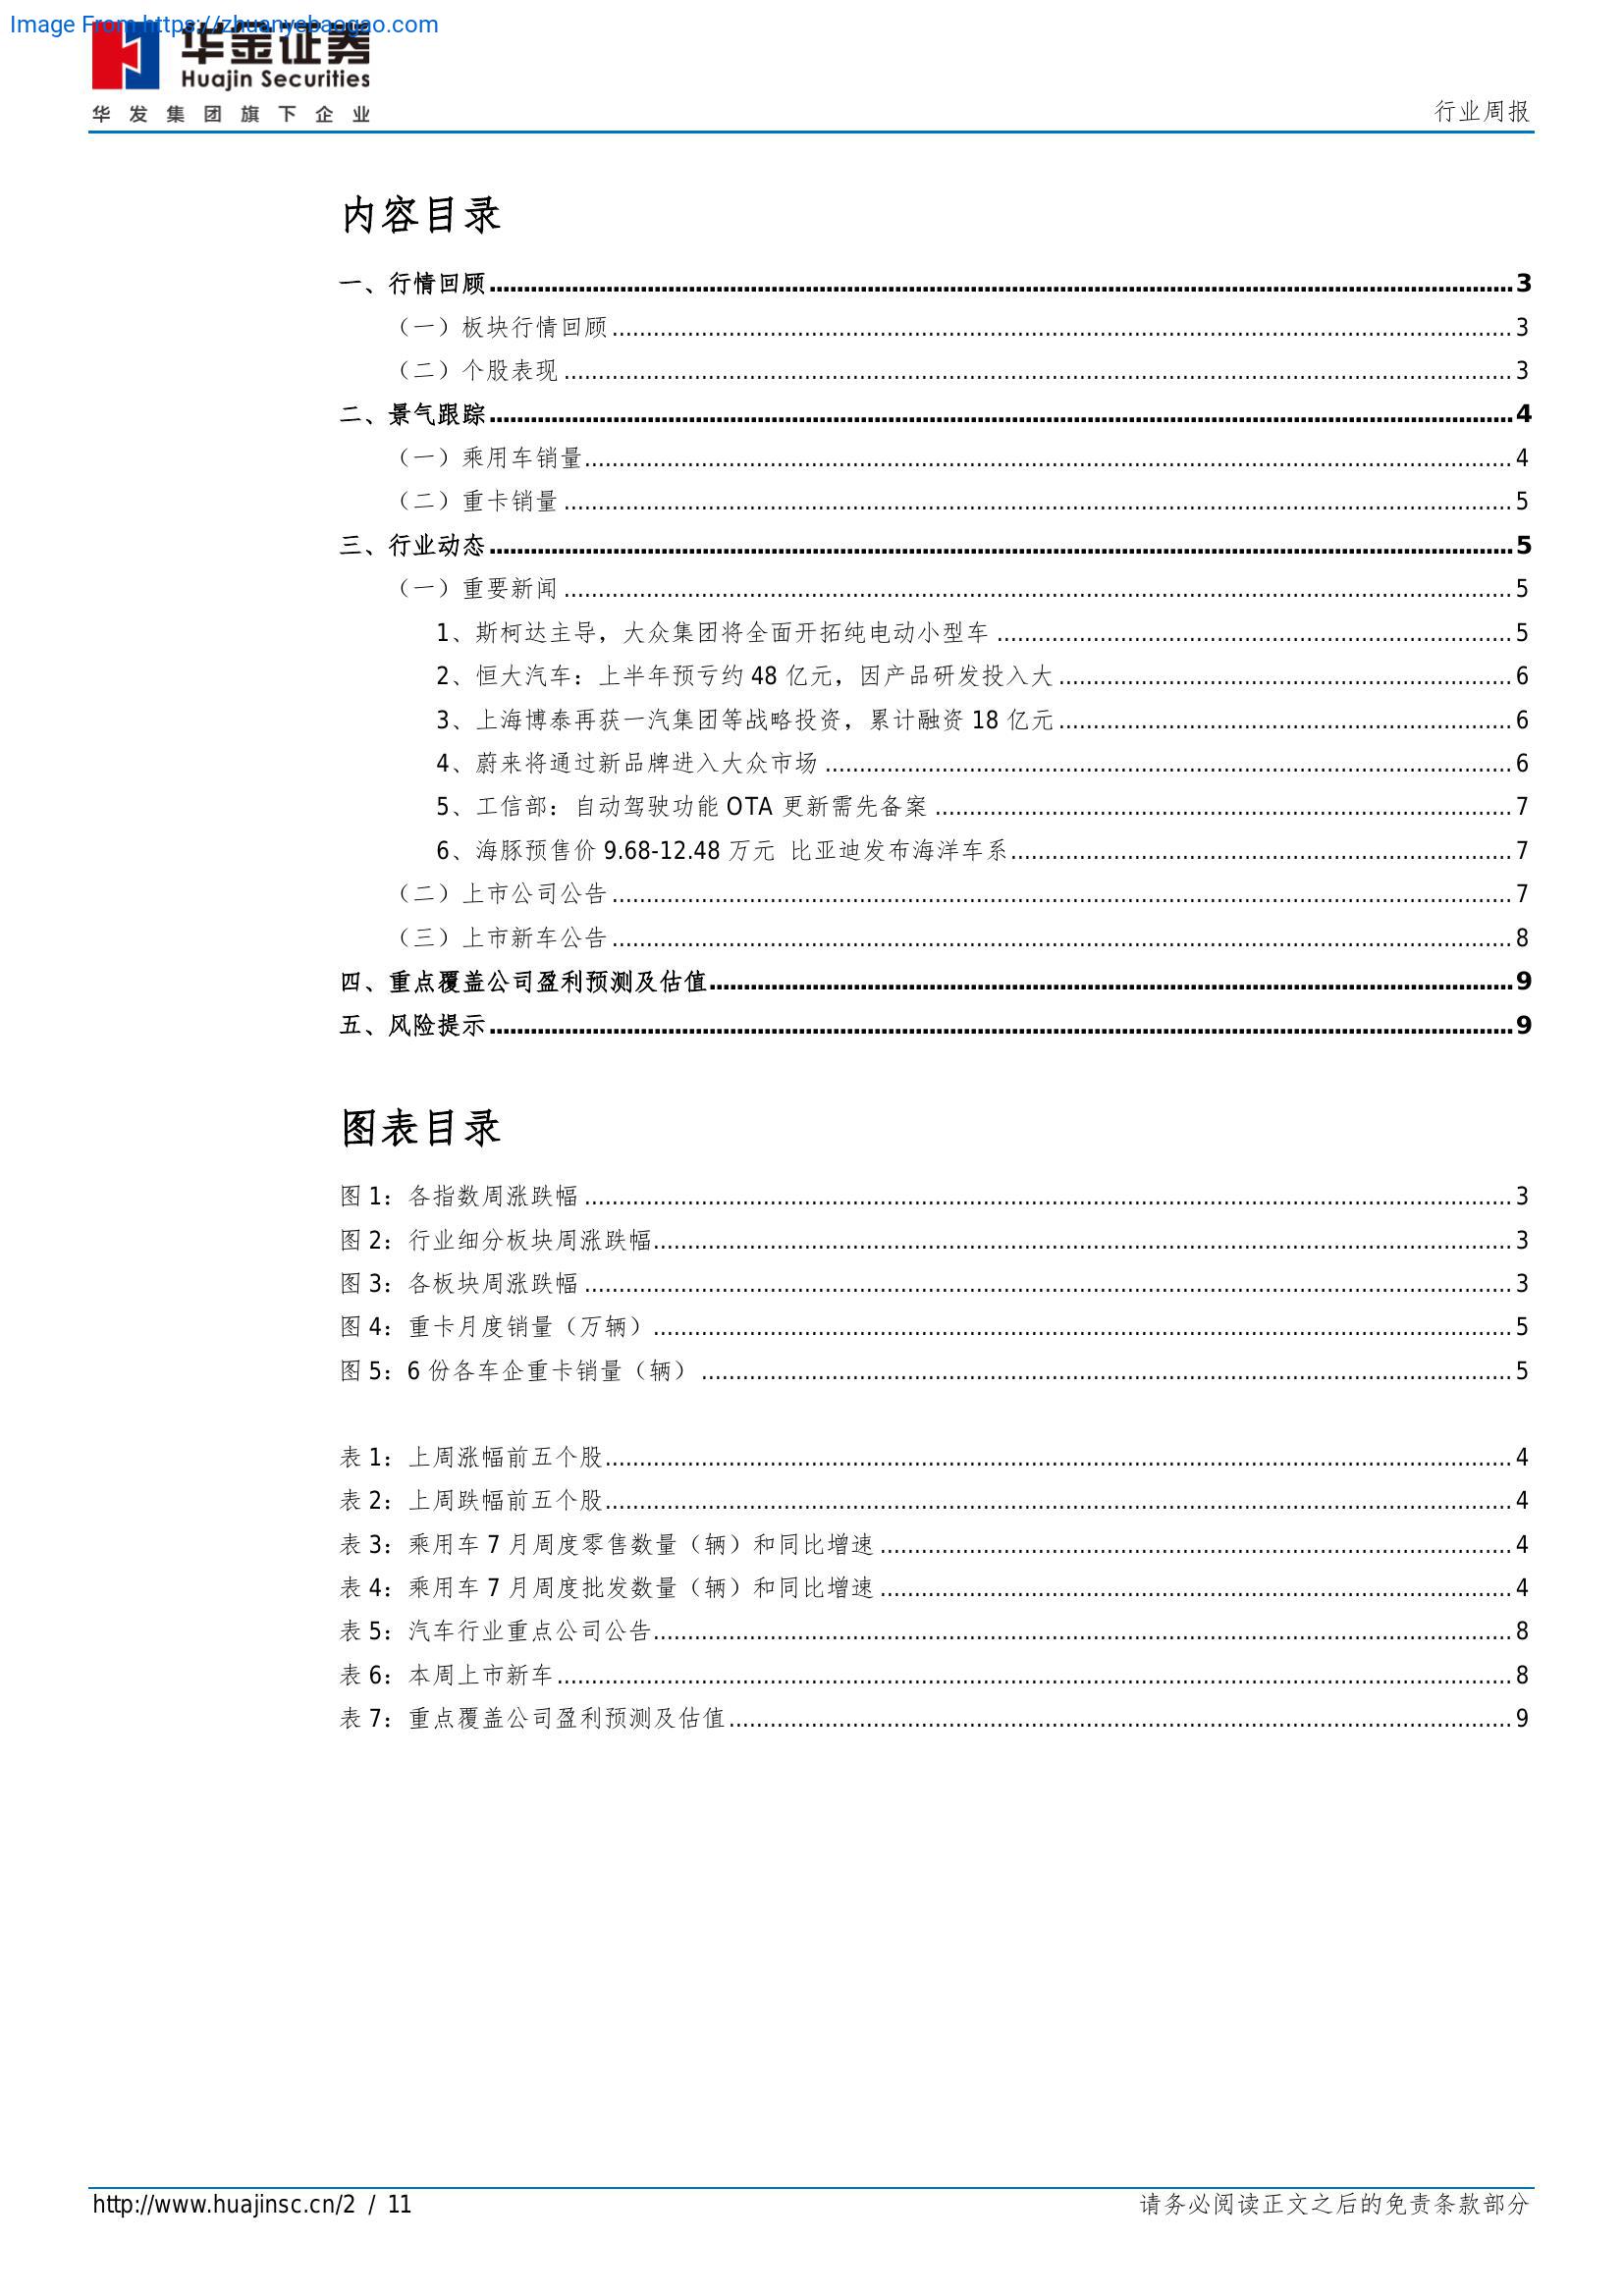 Image From https://zhuanyebaogao.com
华金证券
Huajin Securities
华发集团旗下企业
行业周报
内容目录
一、行情回顾 3
（一）板块行情回顾 3
（二）个股表现 3
二、景气跟踪 4
（一）乘用车销量 4
（二）重卡销量 5
三、行业动态 5
（一）重要新闻 5
1、斯柯达主导，大众集团将全面开拓纯电动小型车 5
2、恒大汽车：上半年预亏约 48 亿元，因产品研发投入大 6
3、上海博泰再获一汽集团等战略投资，累计融资 18 亿元 6
4、蔚来将通过新品牌进入大众市场 6
5、工信部：自动驾驶功能 OTA 更新需先备案 7
6、海豚预售价 9.68-12.48 万元 比亚迪发布海洋车系 7
（二）上市公司公告 7
（三）上市新车公告 8
四、重点覆盖公司盈利预测及估值 9
五、风险提示 9
图表目录
图 1：各指数周涨跌幅 3
图 2：行业细分板块周涨跌幅 3
图 3：各板块周涨跌幅 3
图 4：重卡月度销量（万辆） 5
图 5：6 份各车企重卡销量（辆） 5
表 1：上周涨幅前五个股 4
表 2：上周跌幅前五个股 4
表 3：乘用车 7 月周度零售数量（辆）和同比增速 4
表 4：乘用车 7 月周度批发数量（辆）和同比增速 4
表 5：汽车行业重点公司公告 8
表 6：本周上市新车 8
表 7：重点覆盖公司盈利预测及估值 9
http://www.huajinsc.cn/2 / 11
请务必阅读正文之后的免责条款部分